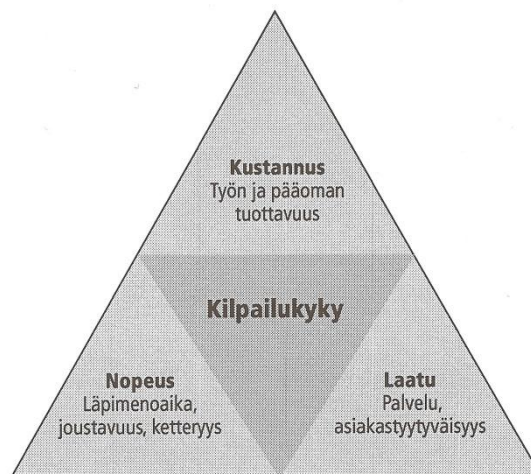 Kustannus
Työn ja pääoman
tuottavuus
Kilpailukyky
Nopeus
Läpimenoaika,
joustavuus, ketteryys
Laatu
Palvelu,
asiakastyytyväisyys